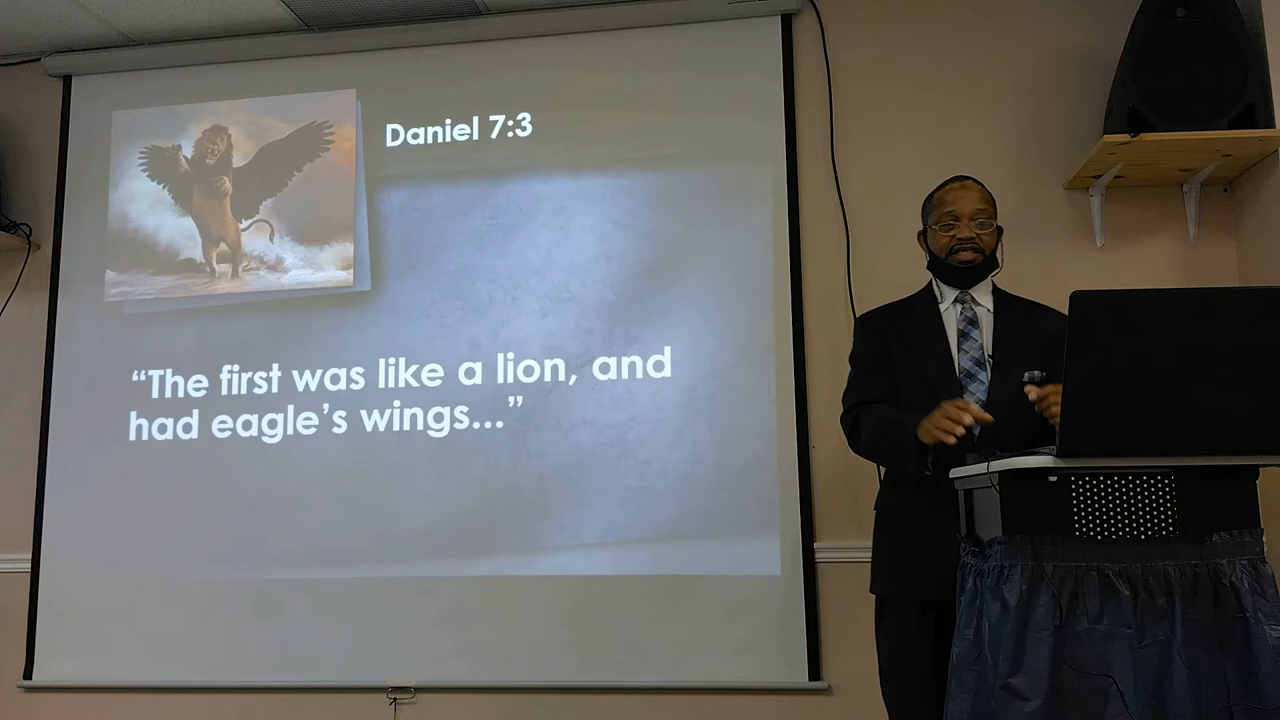 Daniel 7:3
“The first was like a lion, and
had eagle’s wings...”